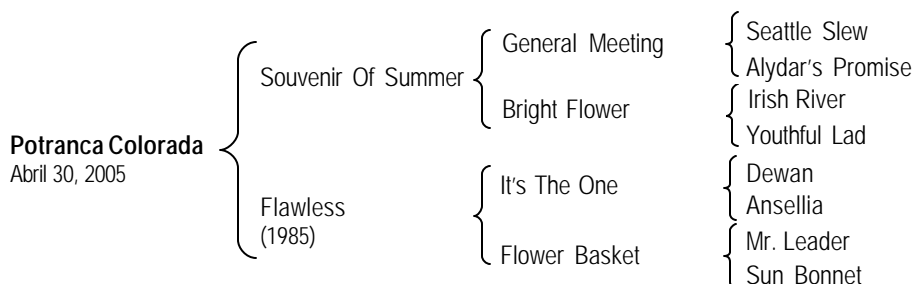 Potranca Colorada
Abril 30, 2005
Souvenir Of Summer
Flawless
(1985)
General Meeting
Bright Flower
It's The One
Flower Basket
Seattle Slew
Alydar's Promise
Irish River
Youthful Lad
Dewan
Ansellia
Mr. Leader
Sun Bonnet